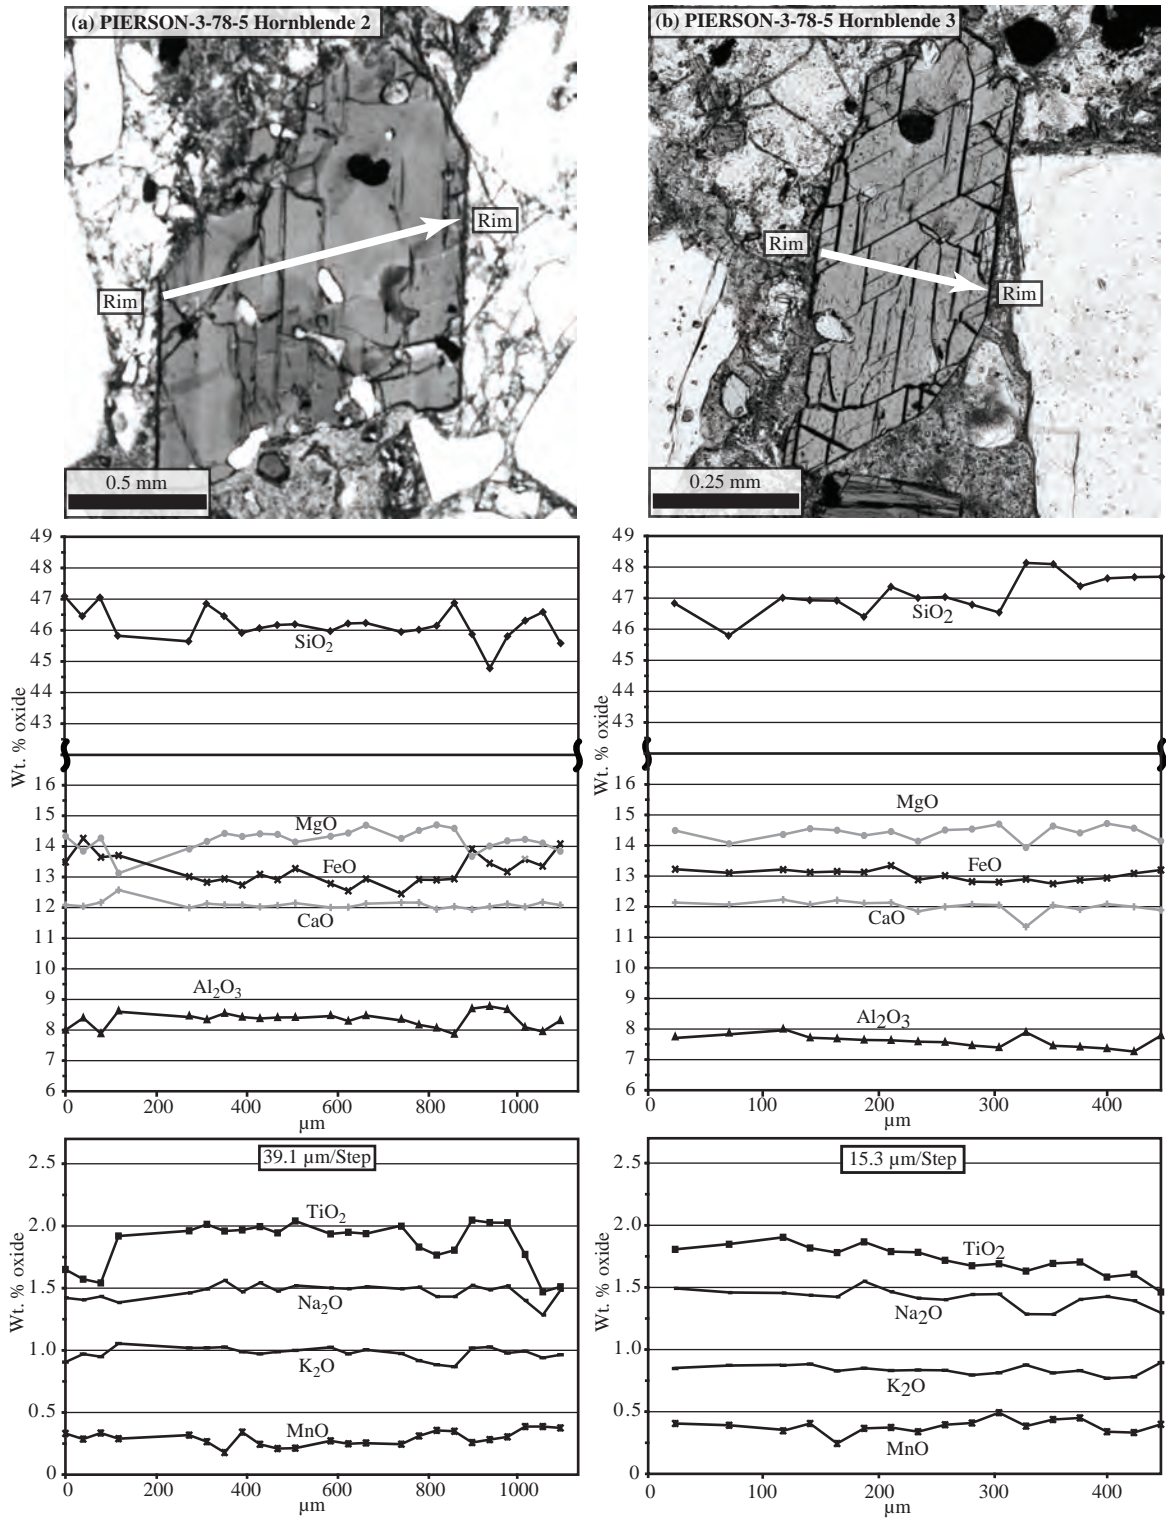 (a) PIERSON-3-78-5 Hornblende 2
Rim
Rim
0.5 mm
(b) PIERSON-3-78-5 Hornblende 3
Rim
Rim
0.25 mm
Wt. % oxide
49
48
47
46
45
44
43
16
15
14
13
12
11
10
9
8
7
6
SiO2
MgO
FeO
CaO
Al2O3
0 200 400 600 800 1000
µm
Wt. % oxide
49
48
47
46
45
44
43
16
15
14
13
12
11
10
9
8
7
6
SiO2
MgO
FeO
CaO
Al2O3
0 100 200 300 400
µm
Wt. % oxide
2.5
2.0
1.5
1.0
0.5
0
39.1 µm/Step
TiO2
Na2O
K2O
MnO
0 200 400 600 800 1000
µm
Wt. % oxide
2.5
2.0
1.5
1.0
0.5
0
15.3 µm/Step
TiO2
Na2O
K2O
MnO
0 100 200 300 400
µm